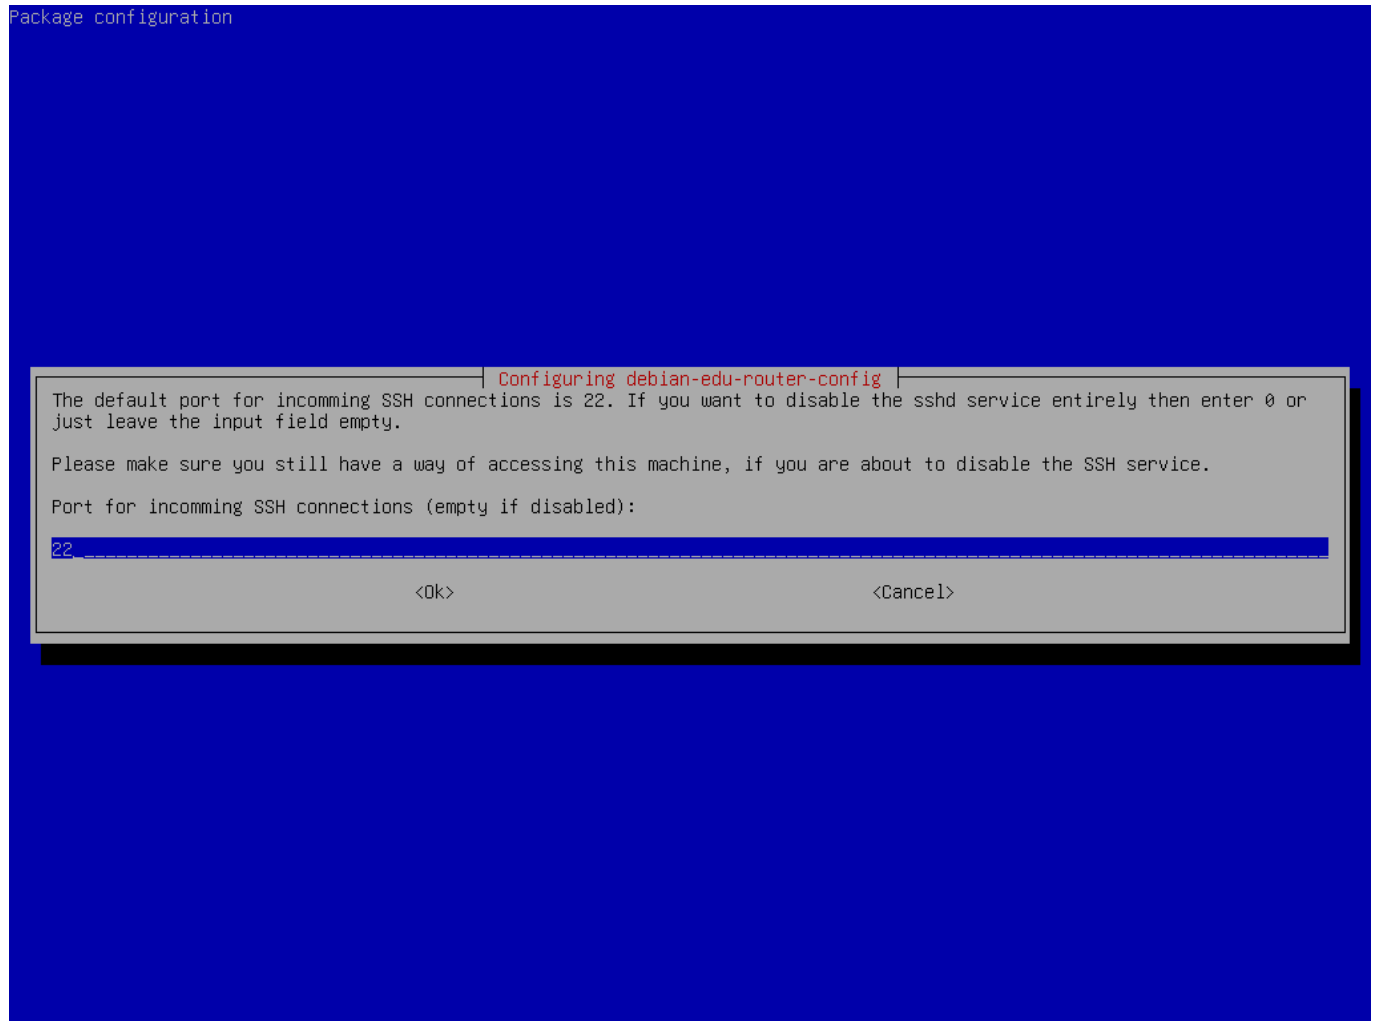 Package configuration
Configuring debian-edu-router-config
The default port for incomming SSH connections is 22. If you want to disable the sshd service entirely then enter 0 or
just leave the input field empty.
Please make sure you still have a way of accessing this machine, if you are about to disable the SSH service.
Port for incomming SSH connections (empty if disabled):
22
<Ok> <Cancel>